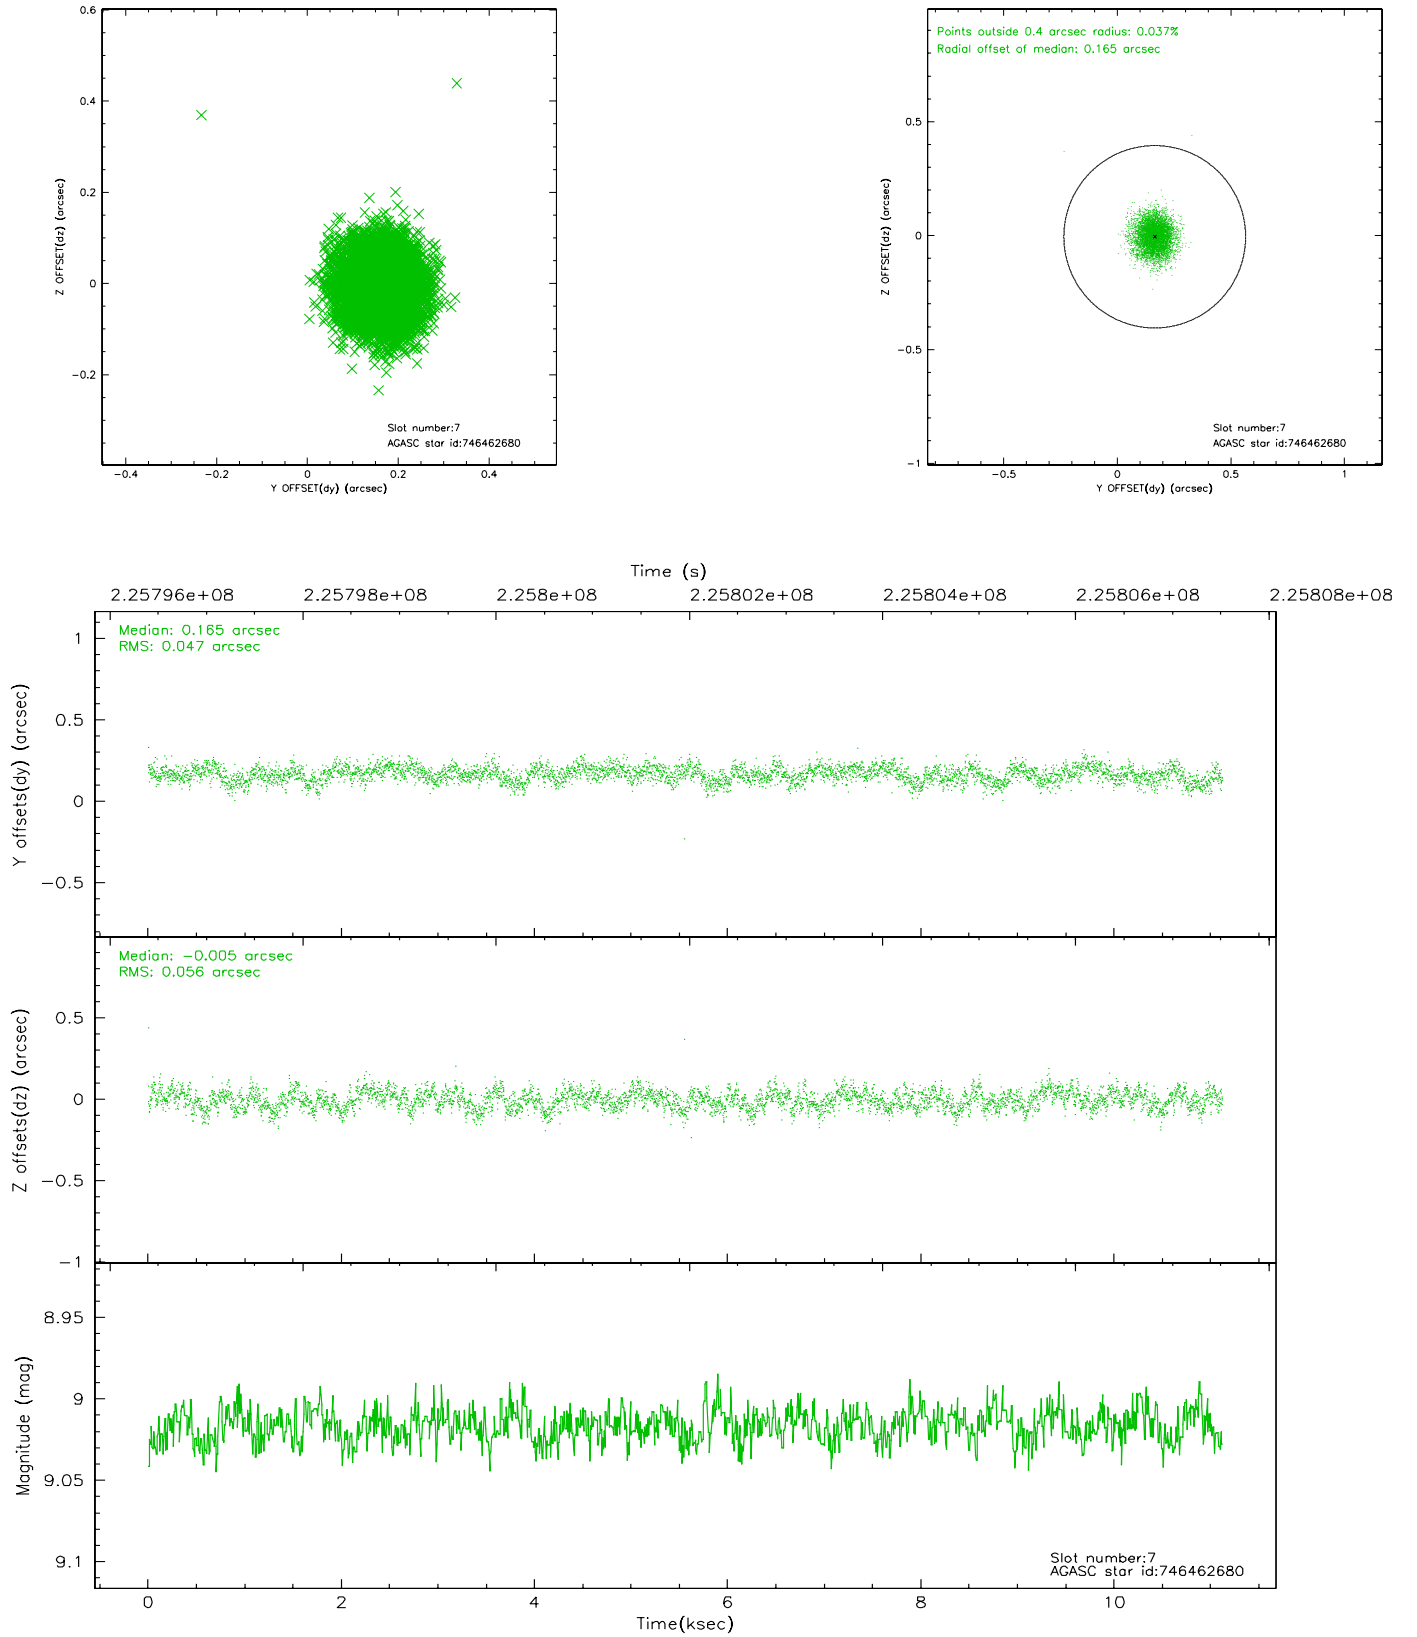 0.6
0.4
0.2
0
−0.2
Z OFFSET(dz) (arcsec)
−0.4
−0.2
0
0.2
0.4
Y OFFSET(dy) (arcsec)
Slot number:7
AGASC star id:746462680
Points outside 0.4 arcsec radius: 0.037%
Radial offset of median: 0.165 arcsec
0.5
0
−0.5
−1
Z OFFSET(dz) (arcsec)
−0.5
0
0.5
1
Y OFFSET(dy) (arcsec)
Slot number:7
AGASC star id:746462680
Time (s)
2.25796e+08
2.25798e+08
2.258e+08
2.25802e+08
2.25804e+08
2.25806e+08
2.25808e+08
Median: 0.165 arcsec
RMS: 0.047 arcsec
1
0.5
0
−0.5
Y offsets(dy) (arcsec)
Median: −0.005 arcsec
RMS: 0.056 arcsec
0.5
0
−0.5
−1
Z offsets(dz) (arcsec)
8.95
9
9.05
9.1
Magnitude (mag)
Slot number:7
AGASC star id:746462680
0
2
4
6
8
10
Time(ksec)